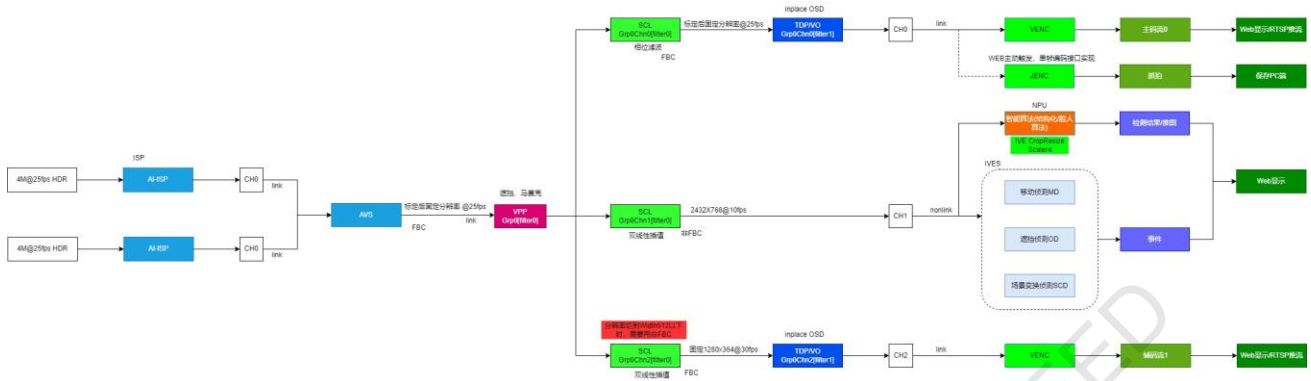 inplace OSD
SCL
Grp0Chn0[filter0]
标定后固定分辨率@25fps
TDP/VO
Grp0Chn0[filter1]
CH0
link
VENC
主码流0
Web显示/RTSP推流
相位滤波
FBC
WEB主动触发，单帧编码接口实现
JENC
抓拍
保存PC端
NPU
智能算法(结构化/输入
算法)
检测结果/推图
IVE CropResize
Scaler4
ISP
4M@25fps HDR
AI-ISP
CH0
link
IVES
移动侦测MD
Web显示
遮挡、马赛克
AVS
标定后固定分辨率 @25fps
link
FBC
VPP
Grp0[filter0]
SCL
Grp0Chn1[filter0]
2432X768@10fps
CH1
nonlink
双线性插值
非FBC
遮挡侦测OD
事件
4M@25fps HDR
AI-ISP
CH0
link
场景变换侦测SCD
分辨率切到Width512以下
时，需要用非FBC
inplace OSD
SCL
Grp0Chn2[filter0]
固定1280x364@30fps
TDP/VO
Grp0Chn2[filter1]
CH2
link
VENC
辅码流1
Web显示/RTSP推流
双线性插值
FBC